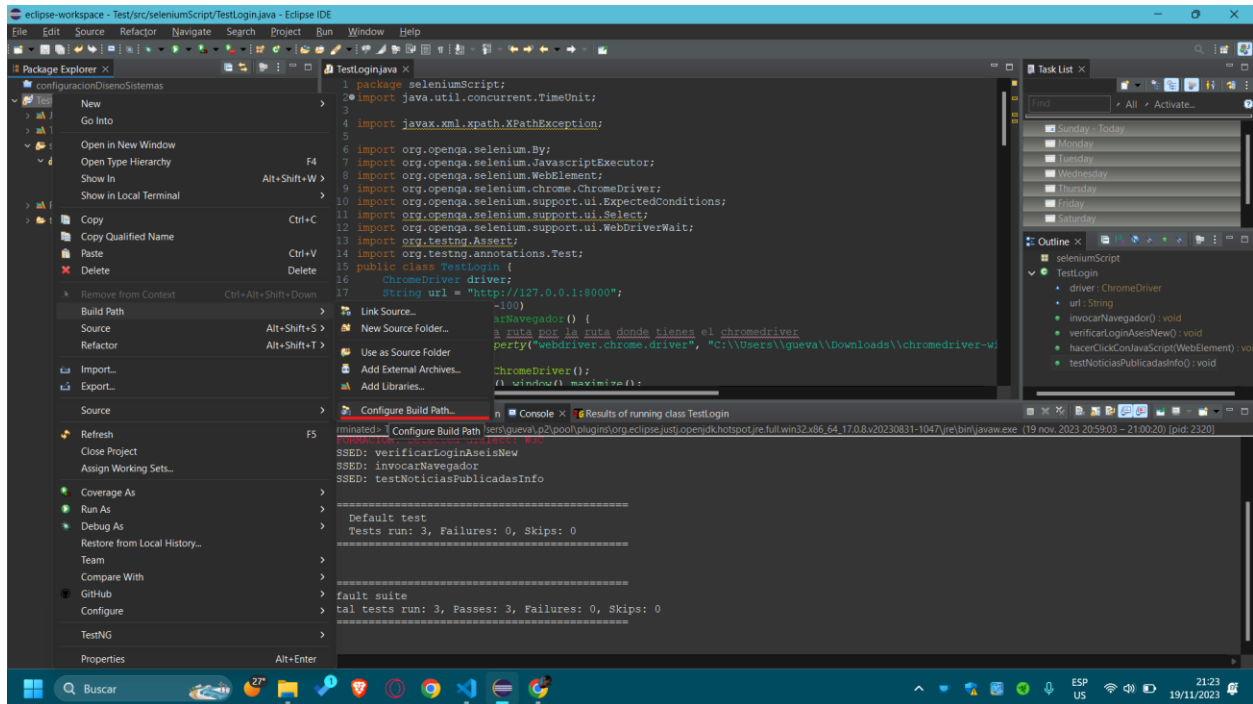 eclipse-workspace - Test/src/seleniumScript/TestLogin.java - Eclipse IDE
File Edit Source Refactor Navigate Search Project Run Window Help
Package Explorer
configuracionDisenoSistemas
New
Go Into
Open in New Window
Open Type Hierarchy F4
Show In Alt+Shift+W
Show in Local Terminal
Copy Ctrl+C
Copy Qualified Name
Paste Ctrl+V
Delete Delete
Remove from Context Ctrl+Alt+Shift+Down
Build Path
Source Alt+Shift+S
Refactor Alt+Shift+T
Import...
Export...
Source
Refresh F5
Close Project
Assign Working Sets...
Coverage As
Run As
Debug As
Restore from Local History...
Team
Compare With
GitHub
Configure
TestNG
Properties Alt+Enter
Link Source...
New Source Folder...
Use as Source Folder
Add External Archives...
Add Libraries...
Configure Build Path...
Configure Build Path
TestLogin.java
1 package seleniumScript;
2 import java.util.concurrent.TimeUnit;
3
4 import javax.xml.xpath.XPathException;
5
6 import org.openqa.selenium.By;
7 import org.openqa.selenium.JavascriptExecutor;
8 import org.openqa.selenium.WebElement;
9 import org.openqa.selenium.chrome.ChromeDriver;
10 import org.openqa.selenium.support.ui.ExpectedConditions;
11 import org.openqa.selenium.support.ui.Select;
12 import org.openqa.selenium.support.ui.WebDriverWait;
13 import org.testng.Assert;
14 import org.testng.annotations.Test;
15 public class TestLogin {
16 ChromeDriver driver;
17 String url = "http://127.0.0.1:8000";
-100)
arNavegador() {
a ruta por la ruta donde tienes el chromedriver
perty("webdriver.chrome.driver", "C:\\Users\\gueva\\Downloads\\chromedriver-wi
ChromeDriver();
() window() maximize();
n Console Results of running class TestLogin
rminated> T sers\gueva\.p2\pool\plugins\org.eclipse.justj.openjdk.hotspot.jre.full.win32.x86_64_17.0.8.v20230831-1047\jre\bin\javaw.exe (19 nov. 2023 20:59:03 – 21:00:20) [pid: 2320]
SSED: verificarLoginAseisNew
SSED: invocarNavegador
SSED: testNoticiasPublicadasInfo
===============================================
Default test
Tests run: 3, Failures: 0, Skips: 0
===============================================
===============================================
fault suite
tal tests run: 3, Passes: 3, Failures: 0, Skips: 0
===============================================
Task List
Find All Activate...
Sunday - Today
Monday
Tuesday
Wednesday
Thursday
Friday
Saturday
Outline
seleniumScript
TestLogin
driver : ChromeDriver
url : String
invocarNavegador() : void
verificarLoginAseisNew() : void
hacerClickConJavaScript(WebElement) : vo
testNoticiasPublicadasInfo() : void
Buscar
27°
ESP
US
21:23
19/11/2023